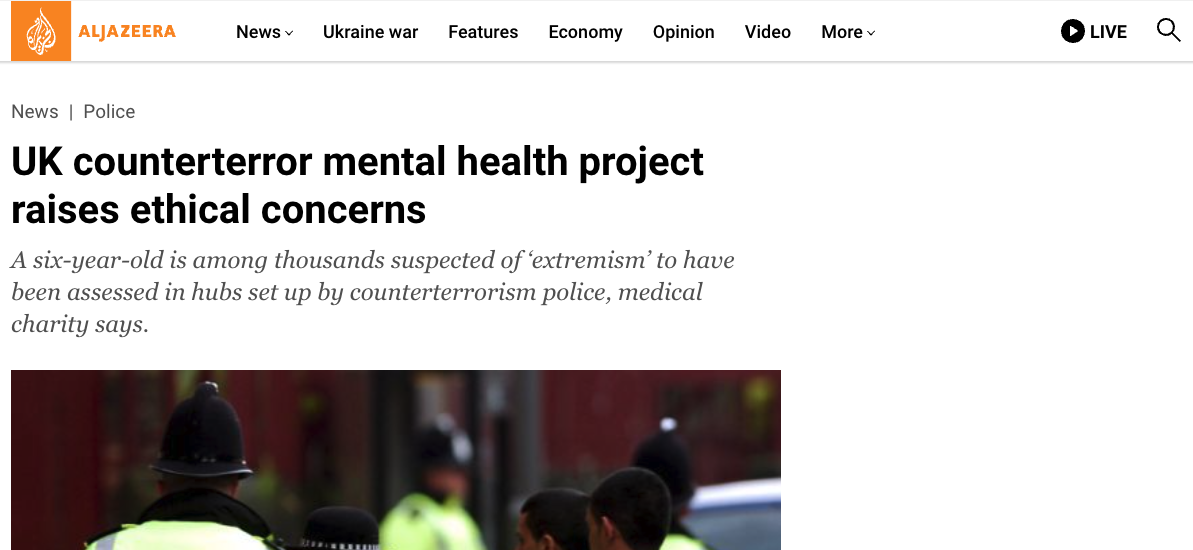 ALJAZEERA
News Ukraine war Features Economy Opinion Video More LIVE
News | Police
UK counterterror mental health project
raises ethical concerns
A six-year-old is among thousands suspected of ‘extremism’ to have
been assessed in hubs set up by counterterrorism police, medical
charity says.